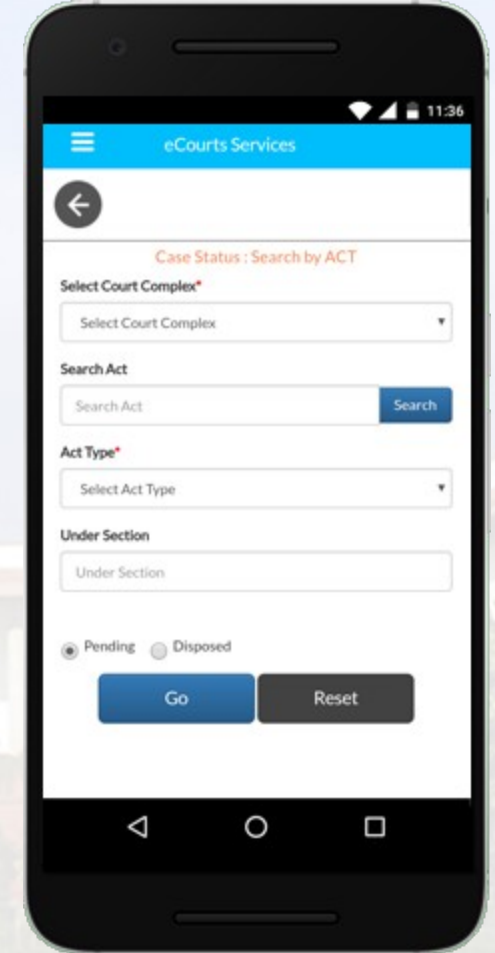 11:36
eCourts Services
Case Status : Search by ACT
Select Court Complex*
Select Court Complex
Search Act
Search Act Search
Act Type*
Select Act Type
Under Section
Under Section
Pending Disposed
Go Reset